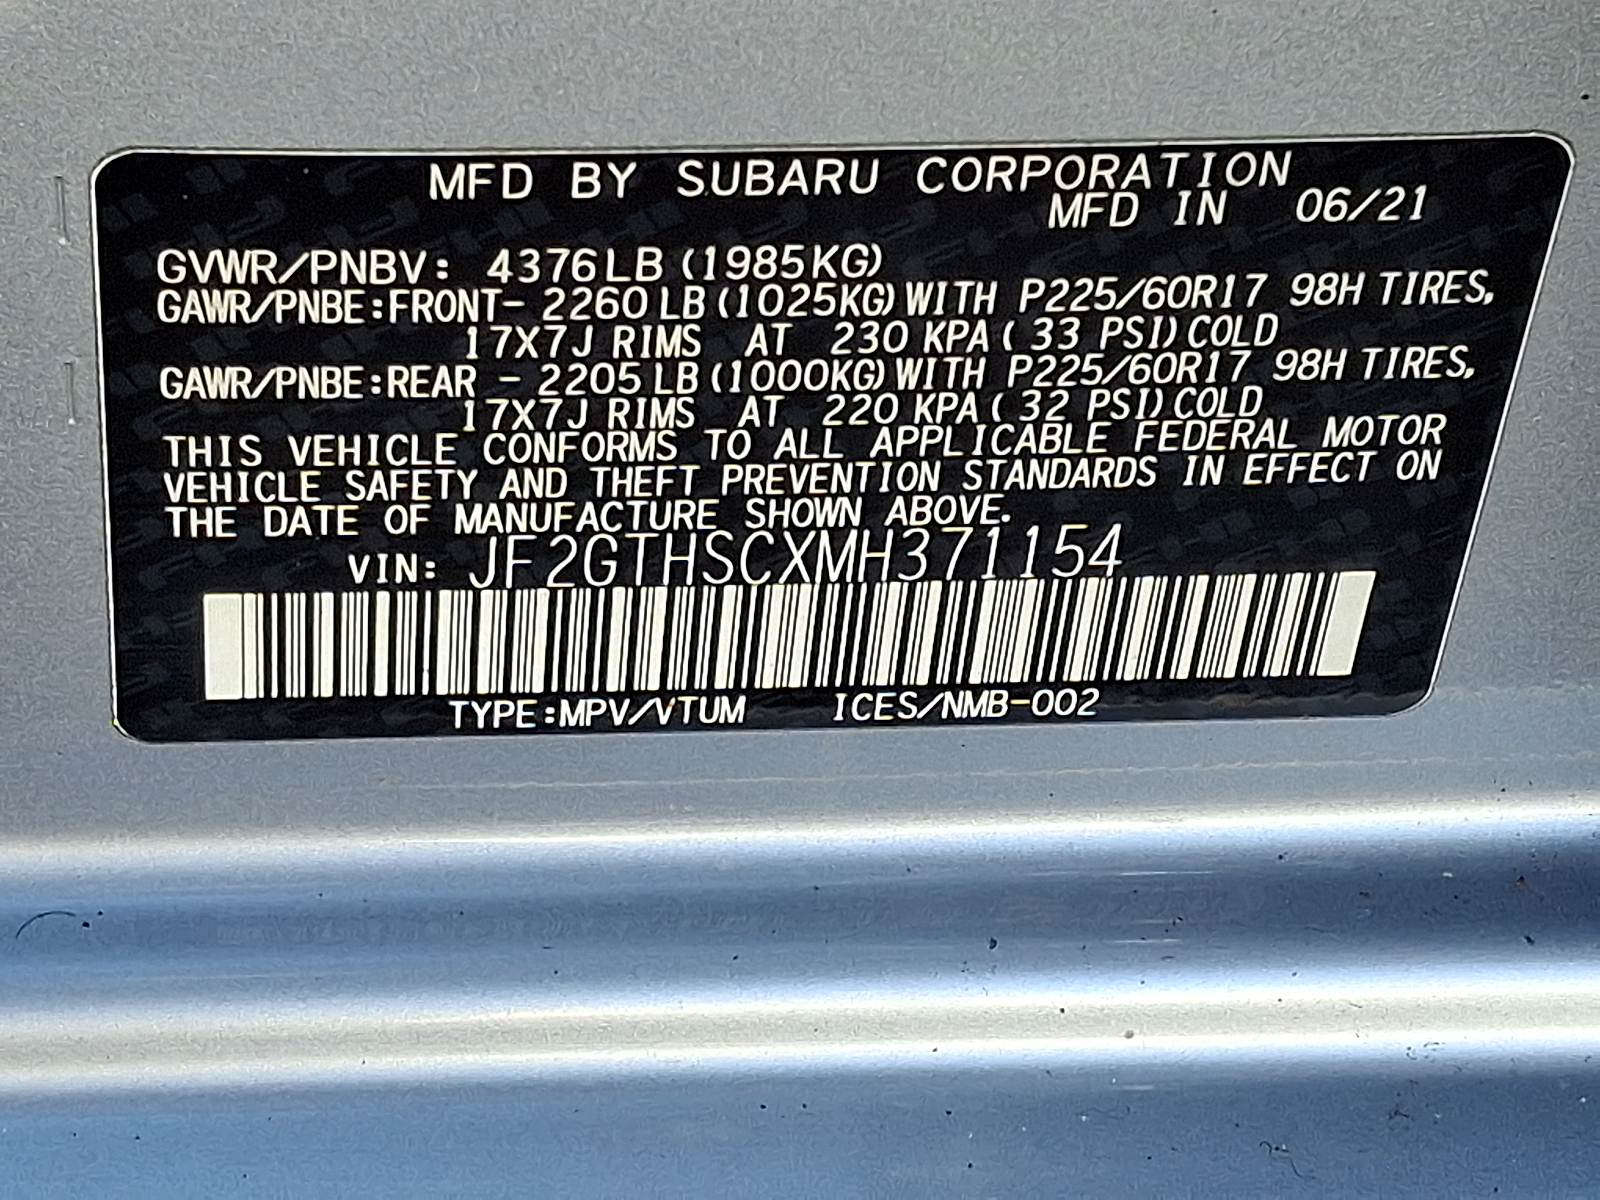 MFD BY SUBARU CORPORATION
MFD IN 06/21
GVWR/PNBV: 4376LB (1985KG)
GAWR/PNBE:FRONT- 2260 LB (1025KG) WITH P225/60R17 98H TIRES,
17X7J RIMS AT 230 KPA ( 33 PSI) COLD
GAWR/PNBE:REAR - 2205 LB (1000KG) WITH P225/60R17 98H TIRES,
17X7J RIMS AT 220 KPA ( 32 PSI) COLD
THIS VEHICLE CONFORMS TO ALL APPLICABLE FEDERAL MOTOR
VEHICLE SAFETY AND THEFT PREVENTION STANDARDS IN EFFECT ON
THE DATE OF MANUFACTURE SHOWN ABOVE.
VIN: JF2GTHSCXMH371154
TYPE:MPV/VTUM ICES/NMB-002